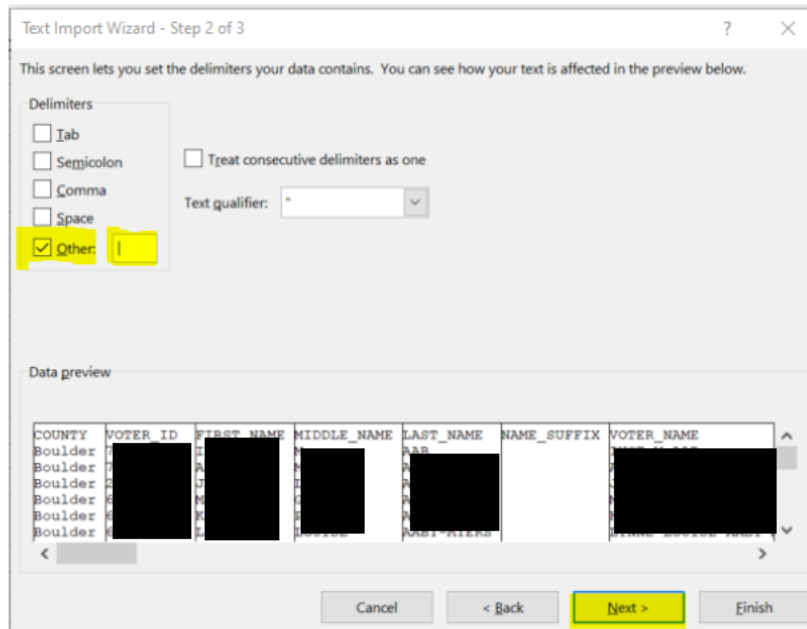 Text Import Wizard - Step 2 of 3
?
This screen lets you set the delimiters your data contains. You can see how your text is affected in the preview below.
Delimiters
Tab
Semicolon
Treat consecutive delimiters as one
Comma
Text qualifier: "
Space
Other: |
Data preview
COUNTY VOTER_ID FIRST_NAME MIDDLE_NAME LAST_NAME NAME_SUFFIX VOTER_NAME
Boulder
Boulder
Boulder
Boulder
Boulder
Boulder
Cancel < Back Next > Finish